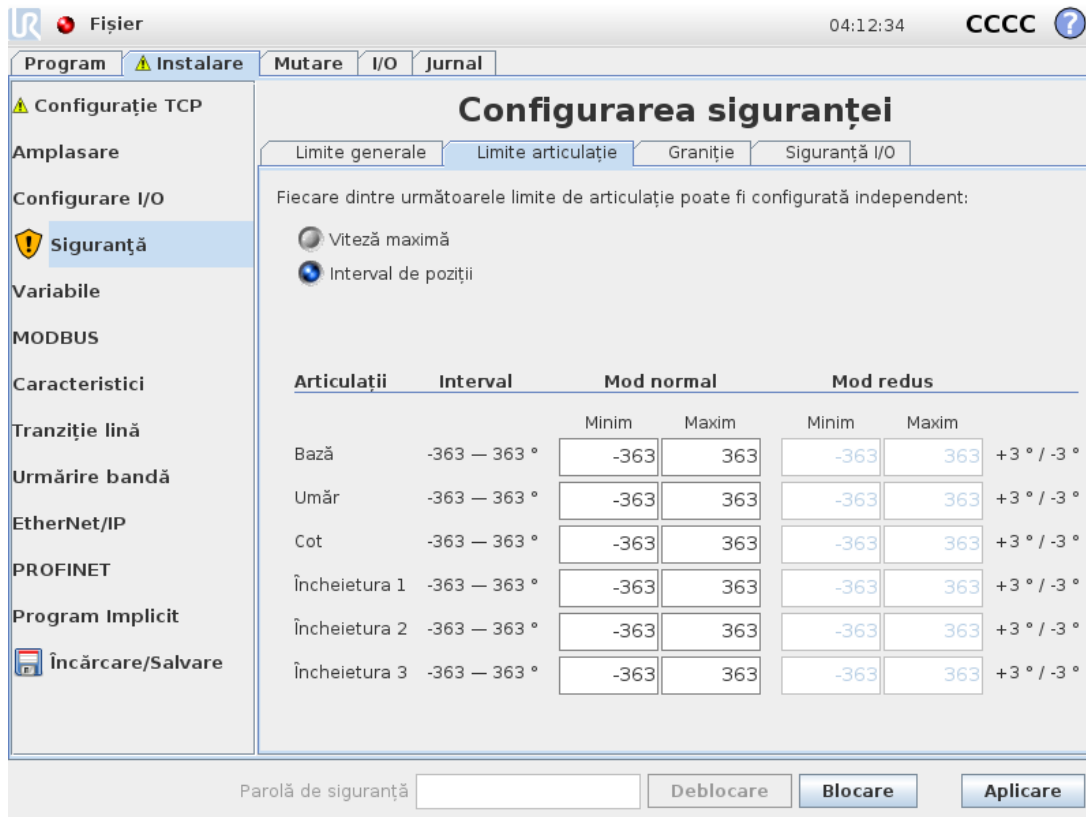 Fișier 04:12:34 CCCC ?
Program Instalare Mutare I/O Jurnal
Configurație TCP
Amplasare
Configurare I/O
Siguranță
Variabile
MODBUS
Caracteristici
Tranziție lină
Urmărire bandă
EtherNet/IP
PROFINET
Program Implicit
Încărcare/Salvare
Configurarea siguranței
Limite generale Limite articulație Graniție Siguranță I/O
Fiecare dintre următoarele limite de articulație poate fi configurată independent:
Viteză maximă
Interval de poziții
Articulații Interval Mod normal Mod redus
Minim Maxim Minim Maxim
Bază -363 — 363 ° -363 363 -363 363 +3 ° / -3 °
Umăr -363 — 363 ° -363 363 -363 363 +3 ° / -3 °
Cot -363 — 363 ° -363 363 -363 363 +3 ° / -3 °
Încheietura 1 -363 — 363 ° -363 363 -363 363 +3 ° / -3 °
Încheietura 2 -363 — 363 ° -363 363 -363 363 +3 ° / -3 °
Încheietura 3 -363 — 363 ° -363 363 -363 363 +3 ° / -3 °
Parolă de siguranță Deblocare Blocare Aplicare